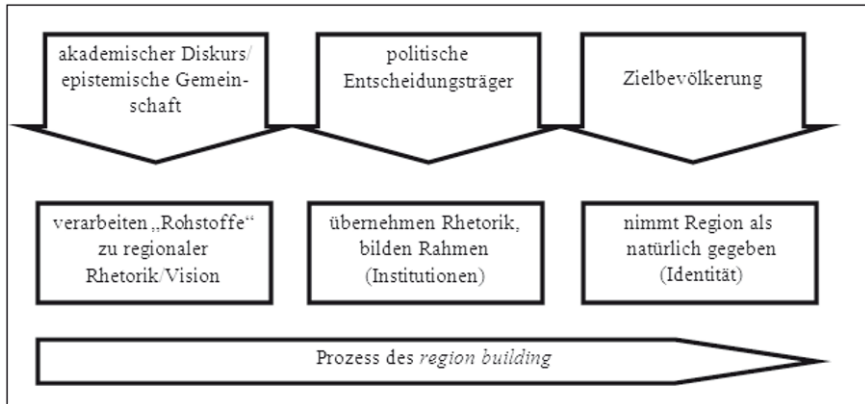 akademischer Diskurs/
epistemische Gemein-
schaft
politische
Entscheidungsträger
Zielbevölkerung
verarbeiten „Rohstoffe“
zu regionaler
Rhetorik/Vision
übernehmen Rhetorik,
bilden Rahmen
(Institutionen)
nimmt Region als
natürlich gegeben
(Identität)
Prozess des region building